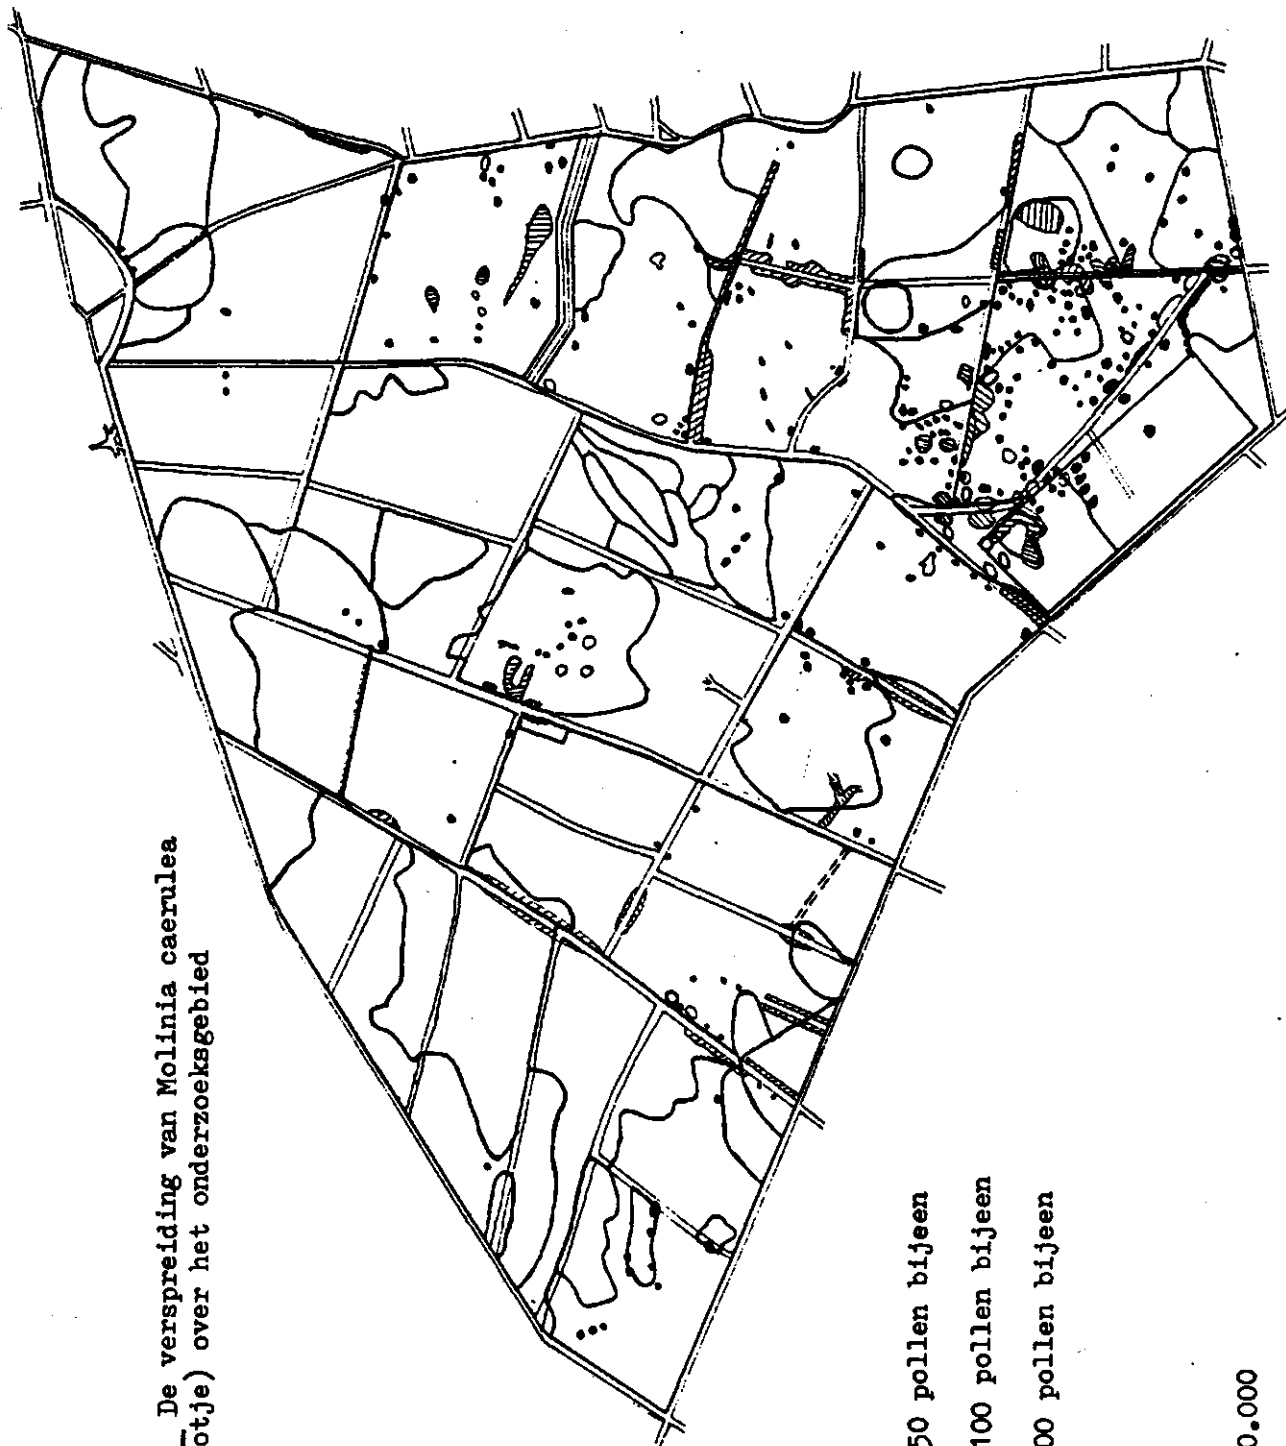 De verspreiding van Molinia caerulea
otje) over het onderzoeksgebied
50 pollen bijeen
100 pollen bijeen
00 pollen bijeen
0.000